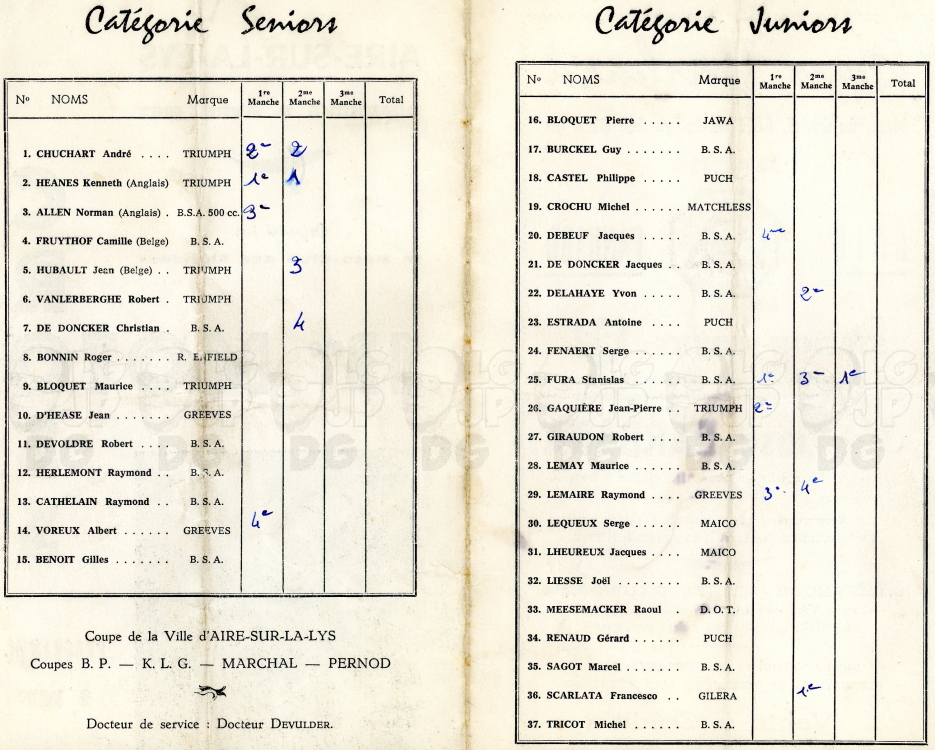 Catégorie Seniors
Nº NOMS Marque 1re Manche 2me Manche 3me Manche Total
1. CHUCHART André .... TRIUMPH 2e 2
2. HEANES Kenneth (Anglais) TRIUMPH 1e 1
3. ALLEN Norman (Anglais) . B.S.A. 500 cc. 3e
4. FRUYTHOF Camille (Belge) B. S. A.
5. HUBAULT Jean (Belge) .. TRIUMPH 3
6. VANLERBERGHE Robert . TRIUMPH
7. DE DONCKER Christian . B. S. A. 4
8. BONNIN Roger ....... R. ENFIELD
9. BLOQUET Maurice .... TRIUMPH
10. D'HEASE Jean ....... GREEVES
11. DEVOLDRE Robert .... B. S. A.
12. HERLEMONT Raymond .. B. S. A.
13. CATHELAIN Raymond .. B. S. A.
14. VOREUX Albert ...... GREEVES 4e
15. BENOIT Gilles ....... B. S. A.
Coupe de la Ville d'AIRE-SUR-LA-LYS
Coupes B. P. — K. L. G. — MARCHAL — PERNOD
Docteur de service : Docteur DEVULDER.
Catégorie Juniors
Nº NOMS Marque 1re Manche 2me Manche 3me Manche Total
16. BLOQUET Pierre ..... JAWA
17. BURCKEL Guy ....... B. S. A.
18. CASTEL Philippe ..... PUCH
19. CROCHU Michel ....... MATCHLESS
20. DEBEUF Jacques ..... B. S. A. 4me
21. DE DONCKER Jacques .. B. S. A.
22. DELAHAYE Yvon ..... B. S. A. 2e
23. ESTRADA Antoine .... PUCH
24. FENAERT Serge ...... B. S. A.
25. FURA Stanislas ....... B. S. A. 1e 3e 1e
26. GAQUIÈRE Jean-Pierre .. TRIUMPH 2e
27. GIRAUDON Robert .... B. S. A.
28. LEMAY Maurice ...... B. S. A.
29. LEMAIRE Raymond .... GREEVES 3e 4e
30. LEQUEUX Serge ...... MAICO
31. LHEUREUX Jacques .... MAICO
32. LIESSE Joël ........ B. S. A.
33. MEESEMACKER Raoul . D. O. T.
34. RENAUD Gérard ..... PUCH
35. SAGOT Marcel ....... B. S. A.
36. SCARLATA Francesco .. GILERA 1e
37. TRICOT Michel ....... B. S. A.